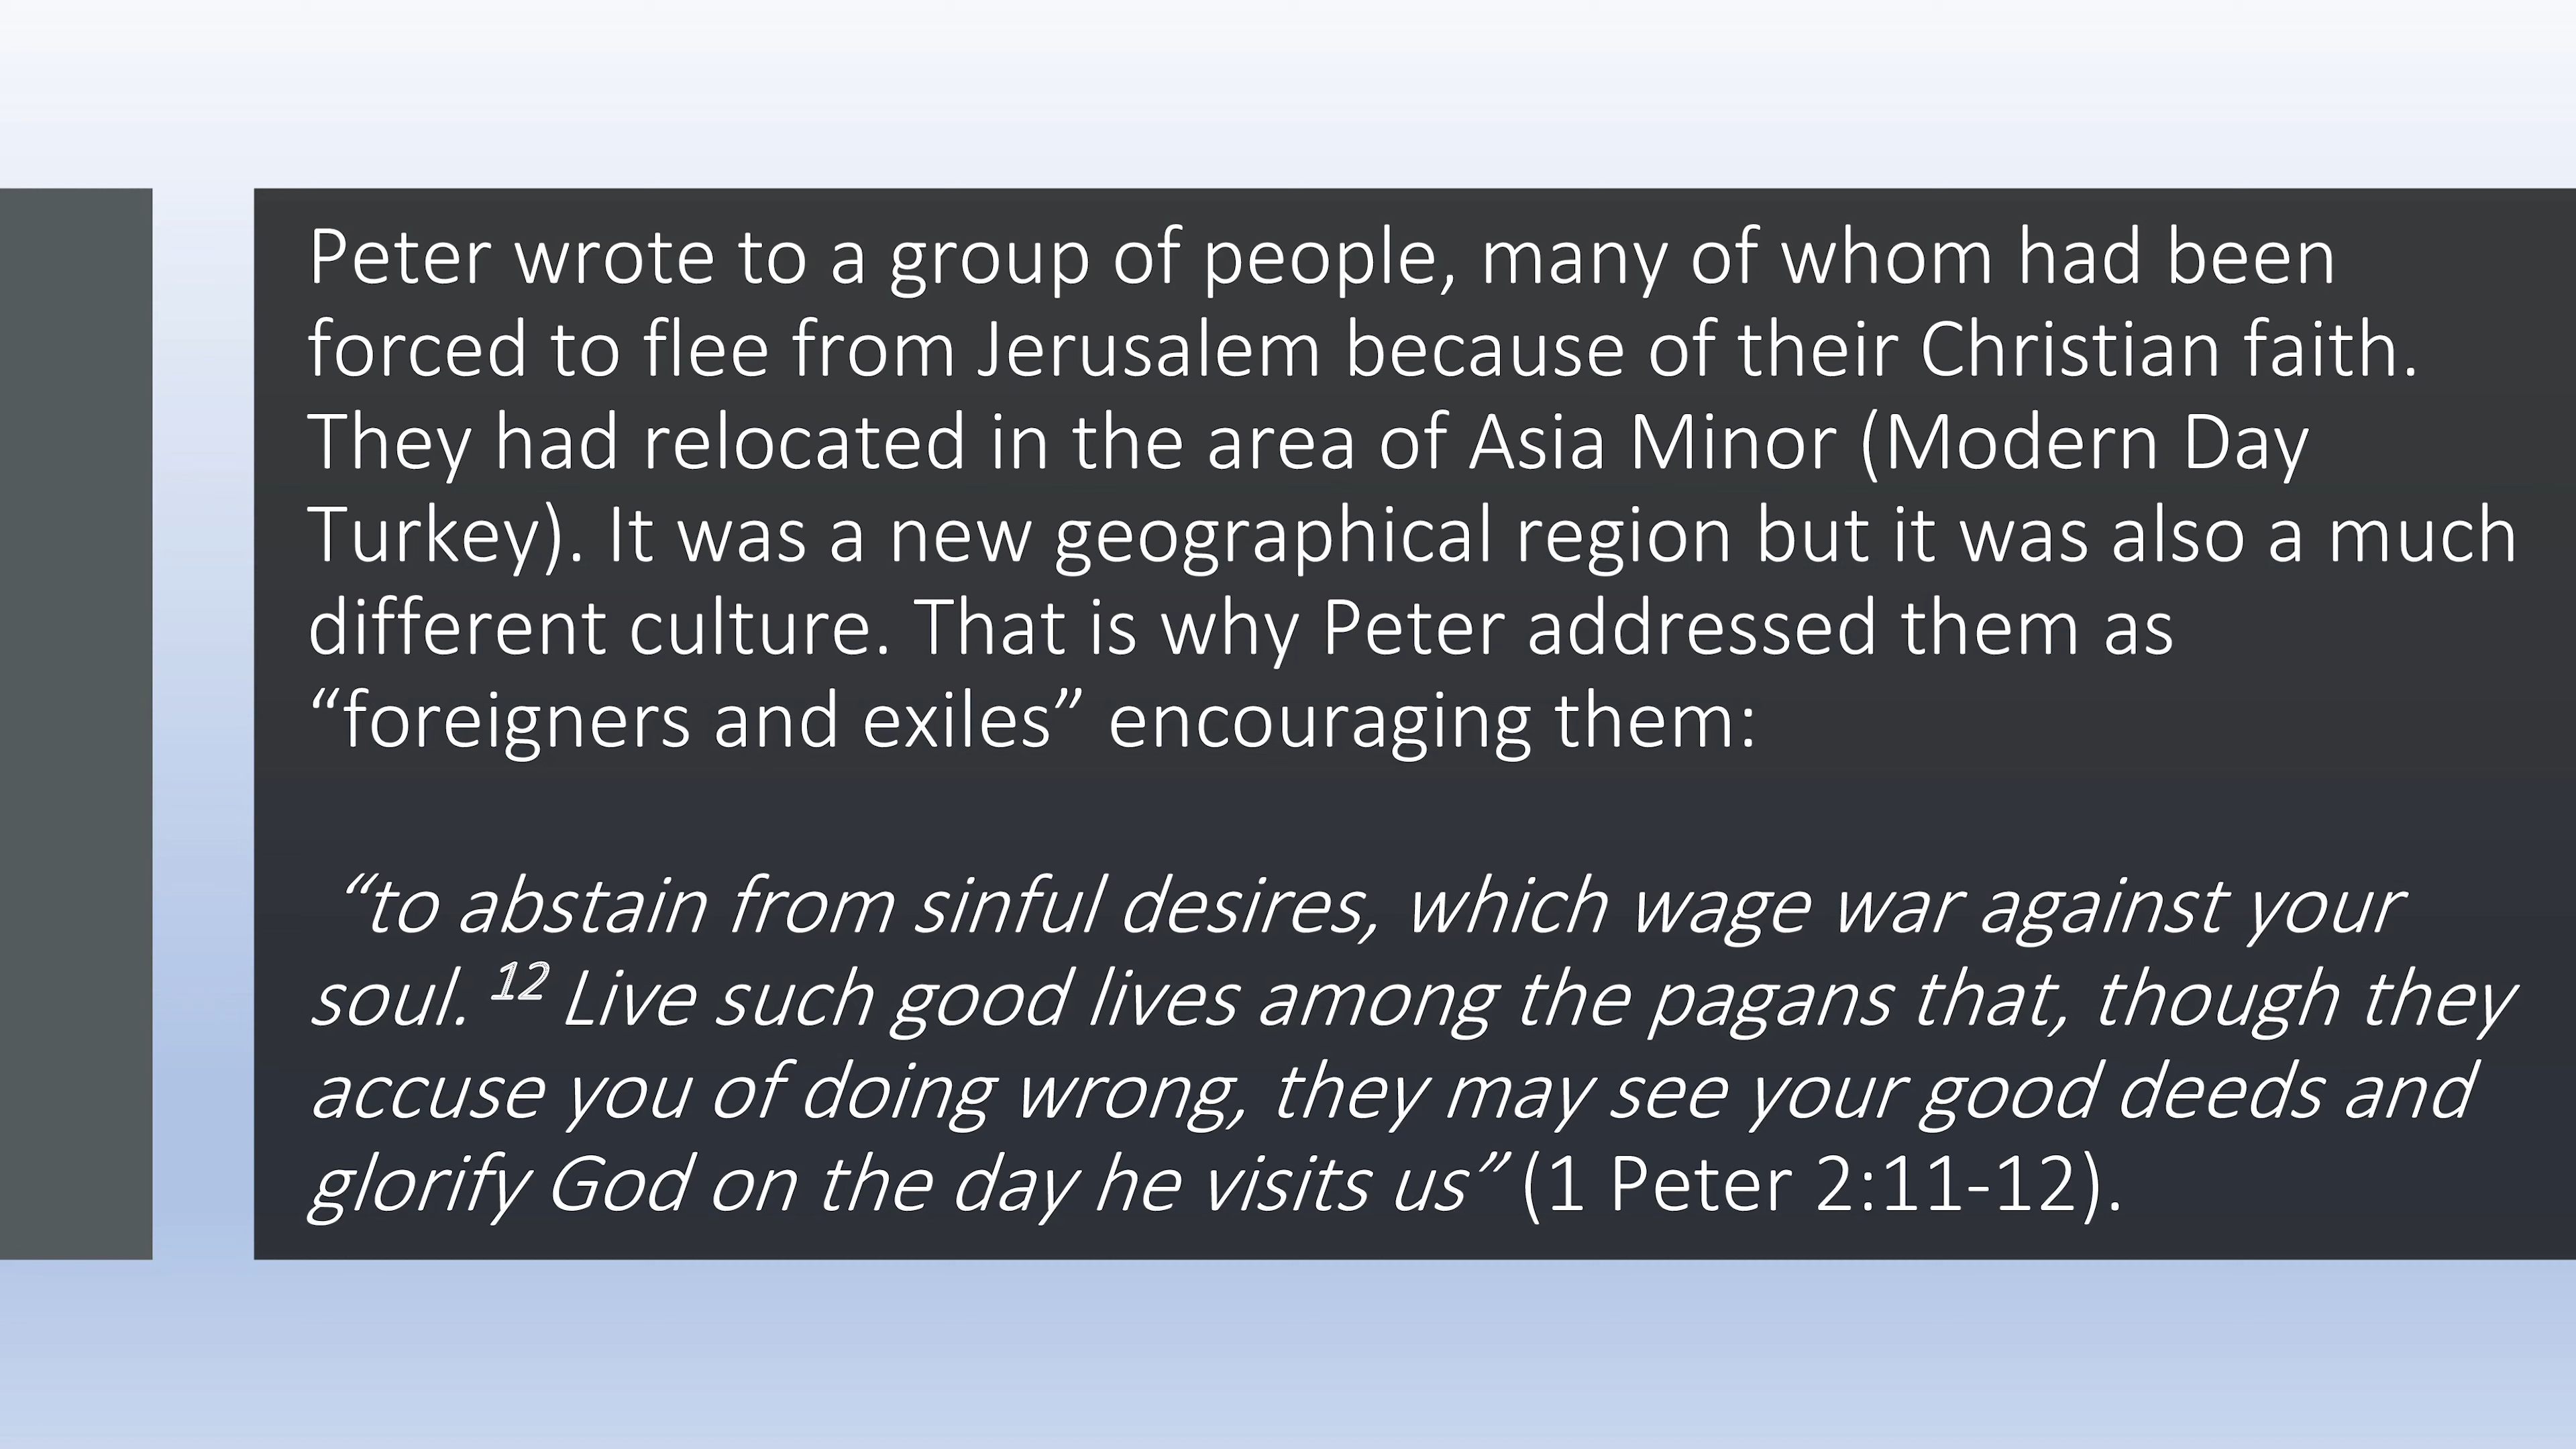 Peter wrote to a group of people, many of whom had been
forced to flee from Jerusalem because of their Christian faith.
They had relocated in the area of Asia Minor (Modern Day
Turkey). It was a new geographical region but it was also a much
different culture. That is why Peter addressed them as
“foreigners and exiles” encouraging them:
“to abstain from sinful desires, which wage war against your
soul. 12 Live such good lives among the pagans that, though they
accuse you of doing wrong, they may see your good deeds and
glorify God on the day he visits us” (1 Peter 2:11-12).